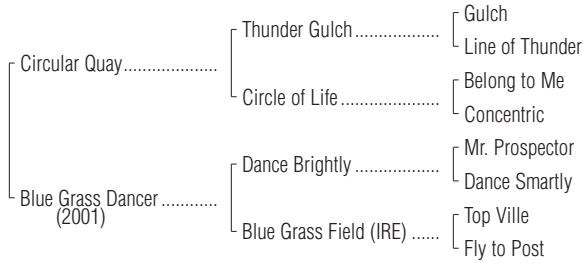 Gulch
Thunder Gulch..................
Line of Thunder
Circular Quay....................
Belong to Me
Circle of Life.....................
Concentric
Mr. Prospector
Dance Brightly..................
Dance Smartly
Blue Grass Dancer............
(2001)
Top Ville
Blue Grass Field (IRE)......
Fly to Post